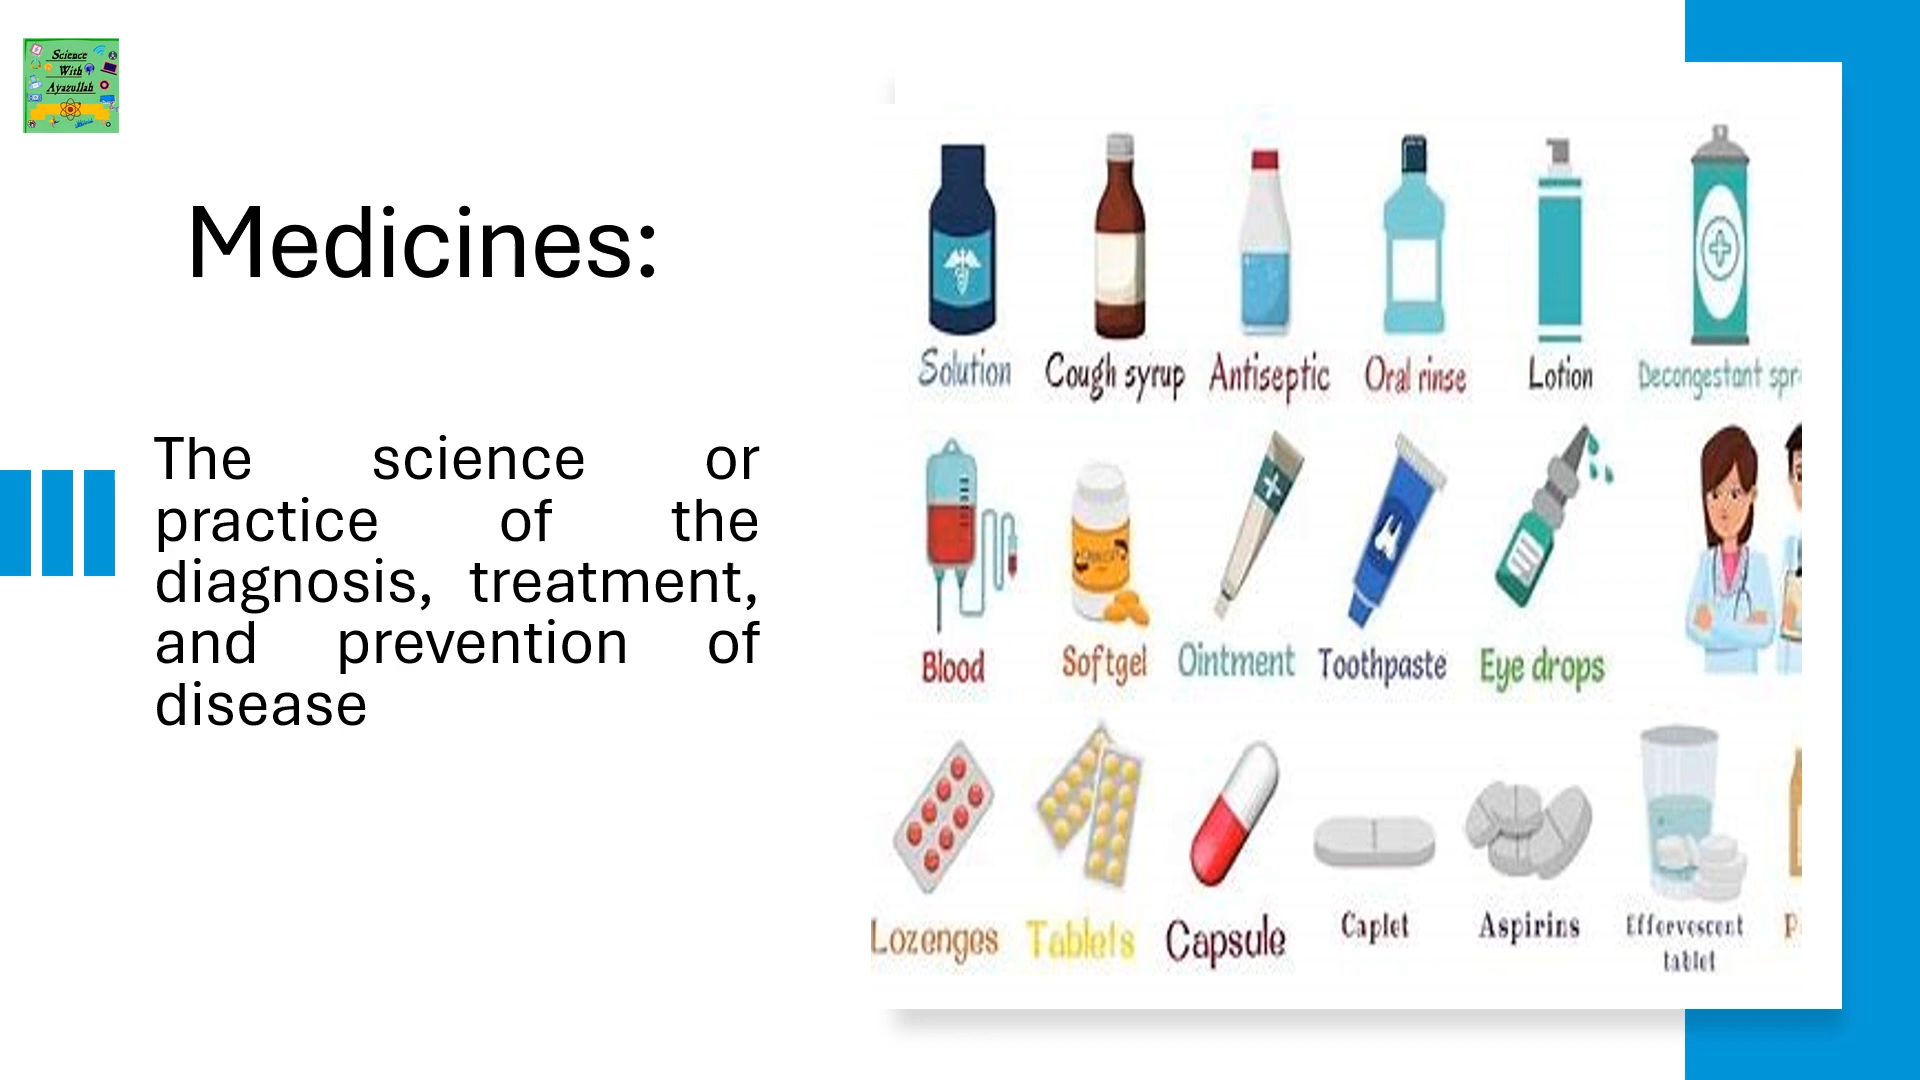 Science
With
Ayazullah
Medicines:
The science or
practice of the
diagnosis, treatment,
and prevention of
disease
Solution Cough syrup Antiseptic Oral rinse Lotion Decongestant spr
Blood Softgel Ointment Toothpaste Eye drops
Lozenges Tablets Capsule Caplet Aspirins Effervescent
tablet